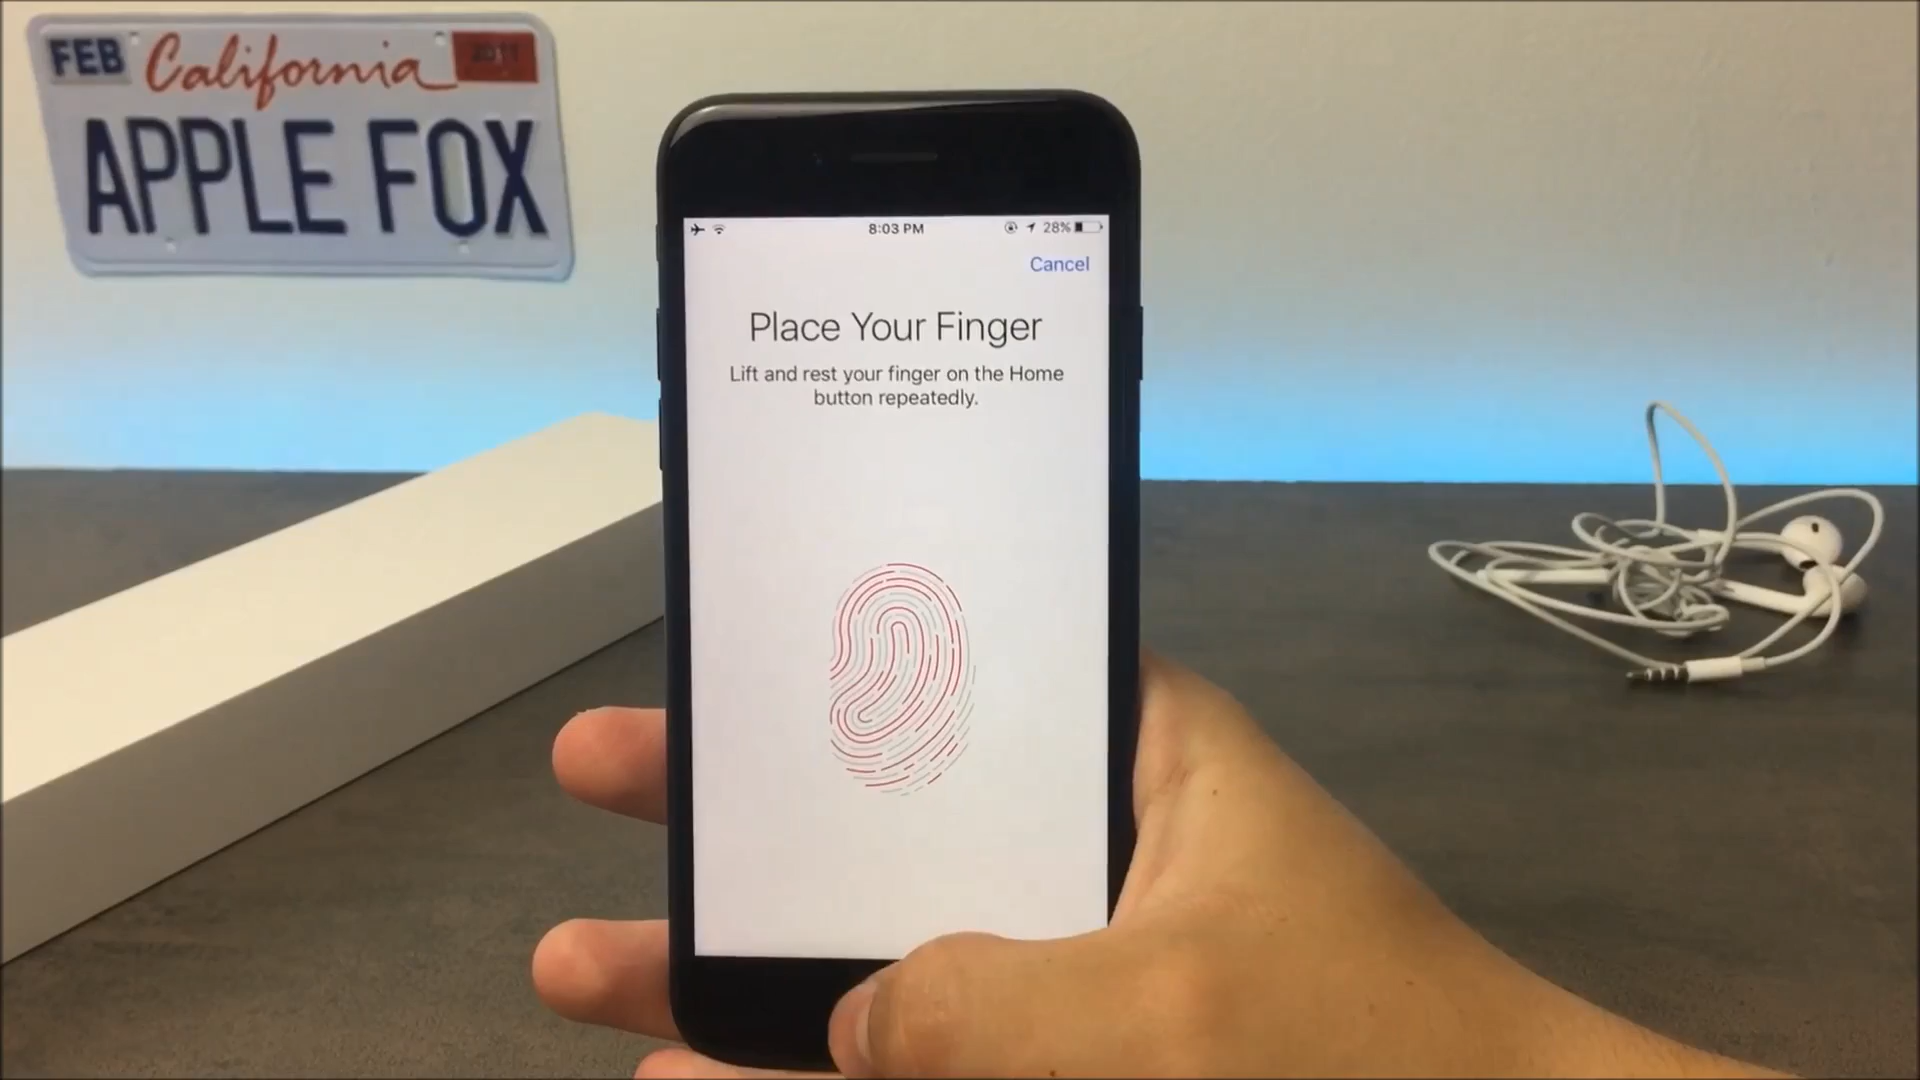 FEB California 2011
APPLE FOX
8:03 PM 28%
Cancel
Place Your Finger
Lift and rest your finger on the Home
button repeatedly.